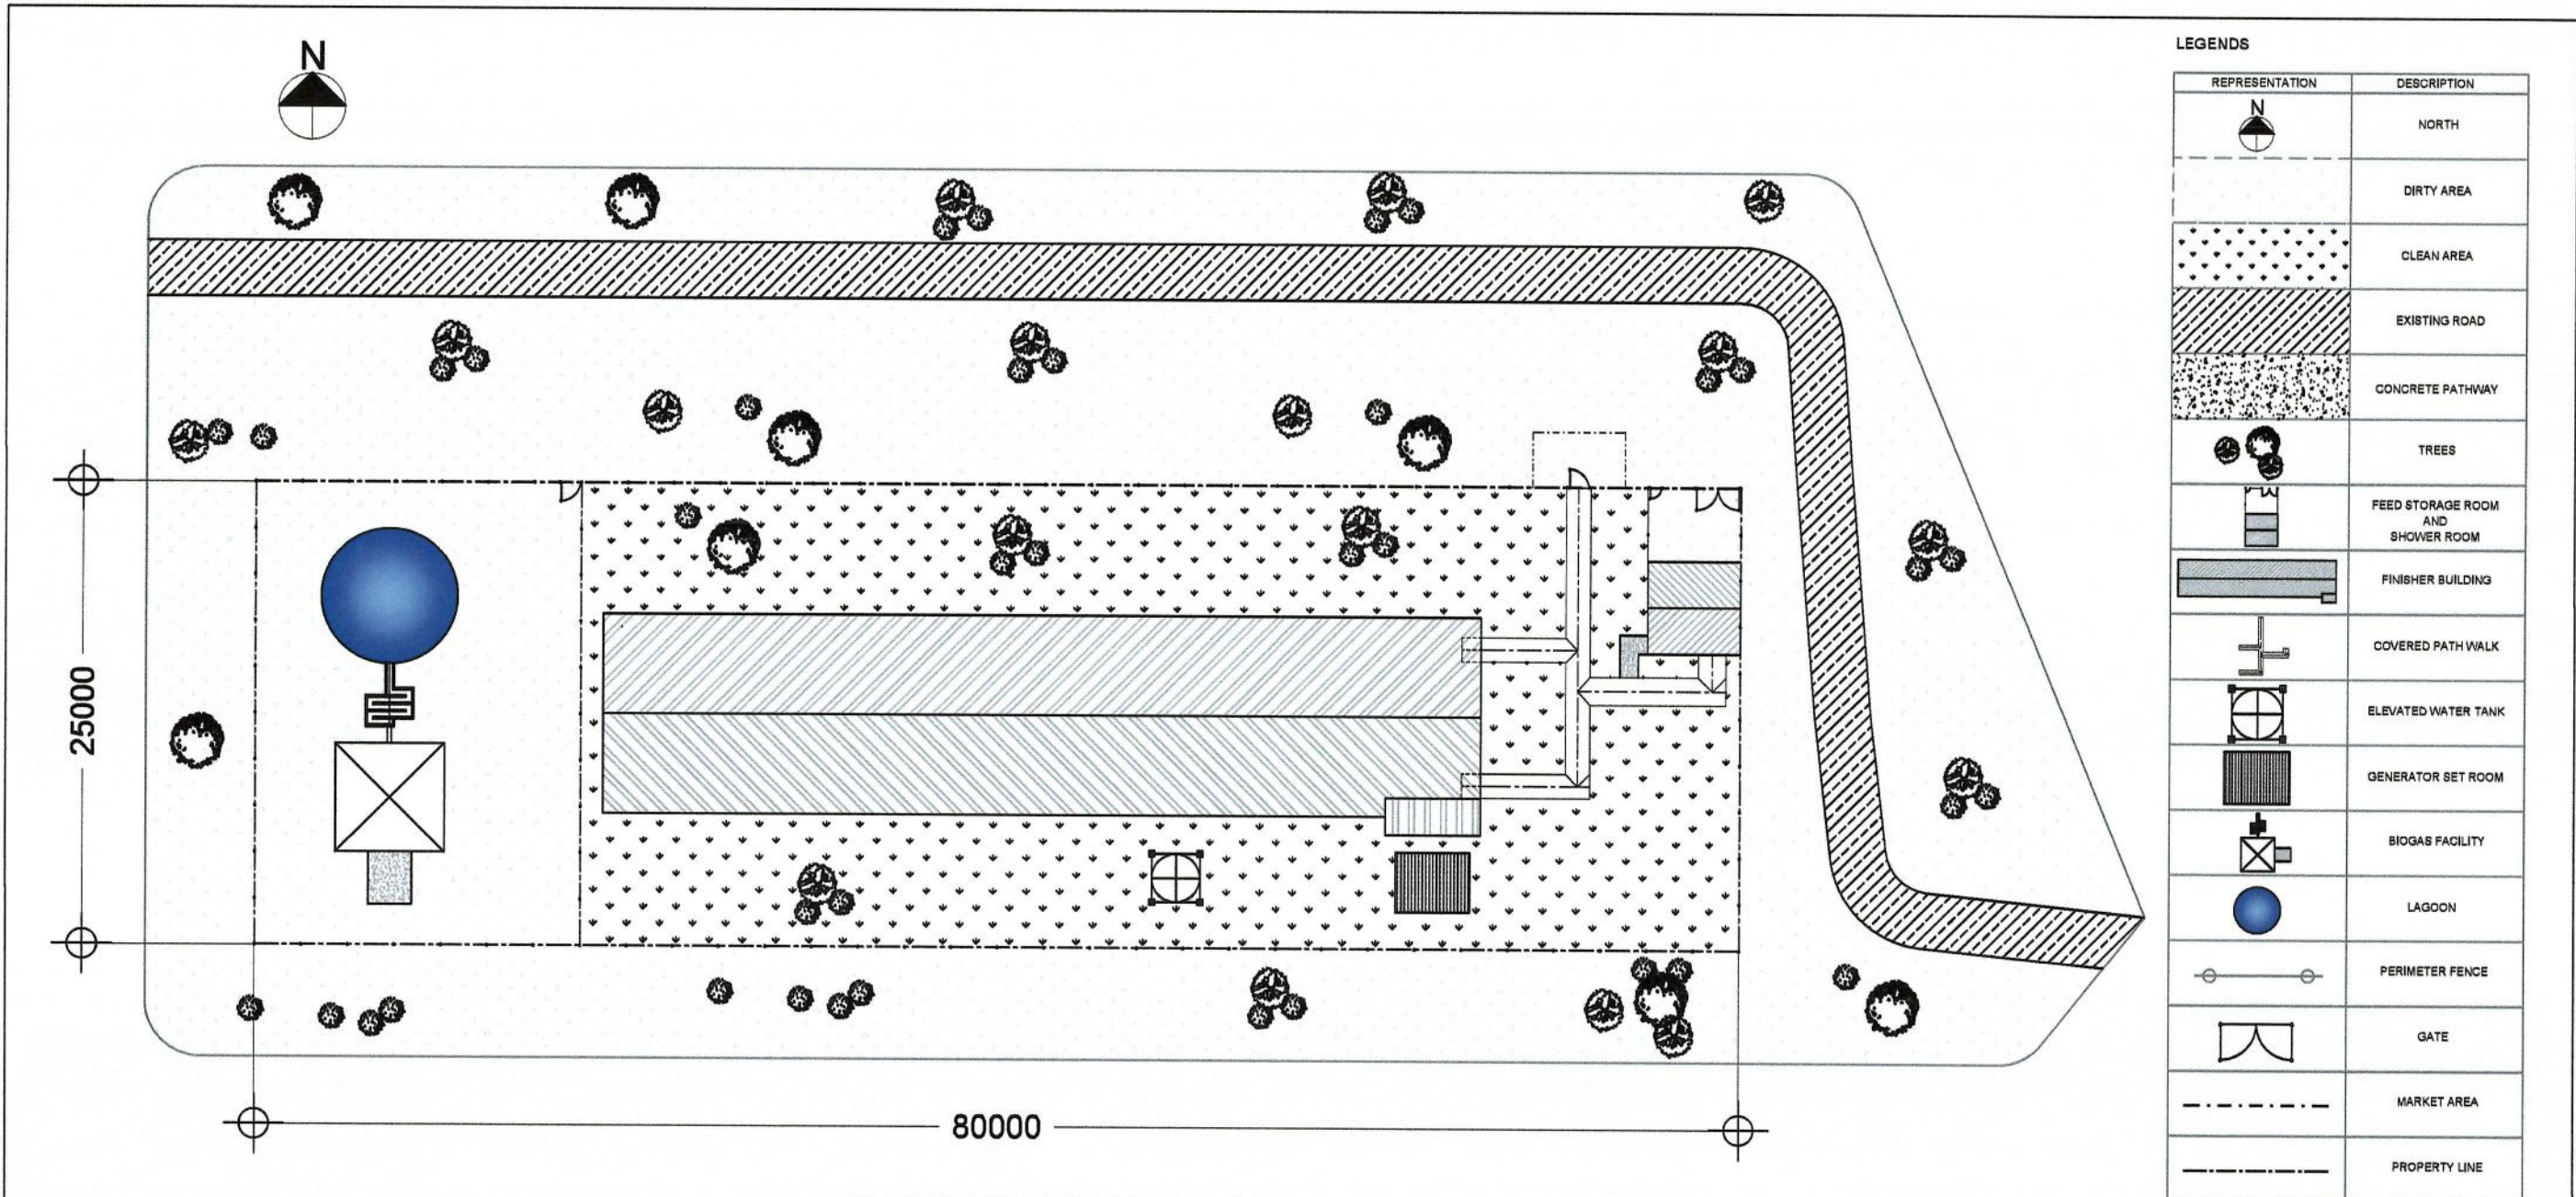 N
25000
80000
LEGENDS
REPRESENTATION DESCRIPTION
N
NORTH
DIRTY AREA
CLEAN AREA
EXISTING ROAD
CONCRETE PATHWAY
TREES
FEED STORAGE ROOM
AND
SHOWER ROOM
FINISHER BUILDING
COVERED PATH WALK
ELEVATED WATER TANK
GENERATOR SET ROOM
BIOGAS FACILITY
LAGOON
PERIMETER FENCE
GATE
MARKET AREA
PROPERTY LINE